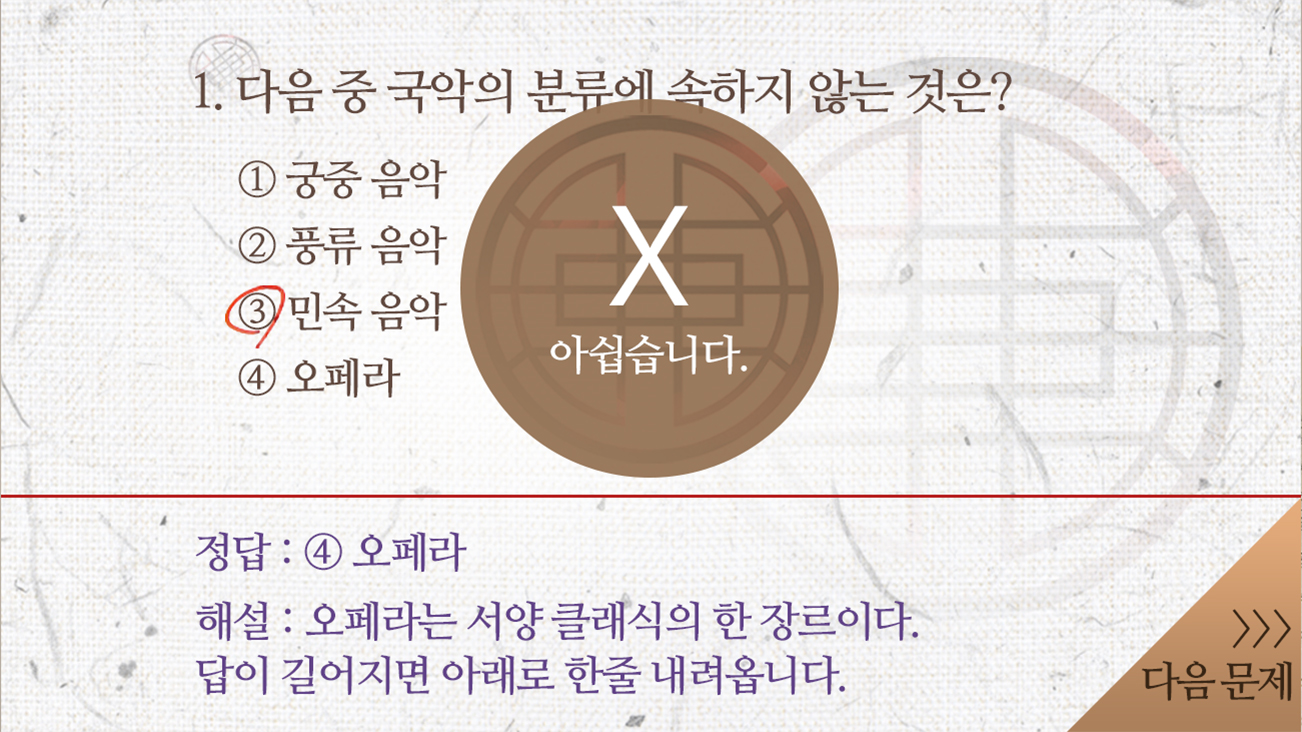 1. 다음 중 국악의 분류에 속하지 않는 것은?
① 궁중 음악
② 풍류 음악
③ 민속 음악
④ 오페라
X
아쉽습니다.
정답 : ④ 오페라
해설 : 오페라는 서양 클래식의 한 장르이다.
답이 길어지면 아래로 한줄 내려옵니다.
>>>
다음 문제